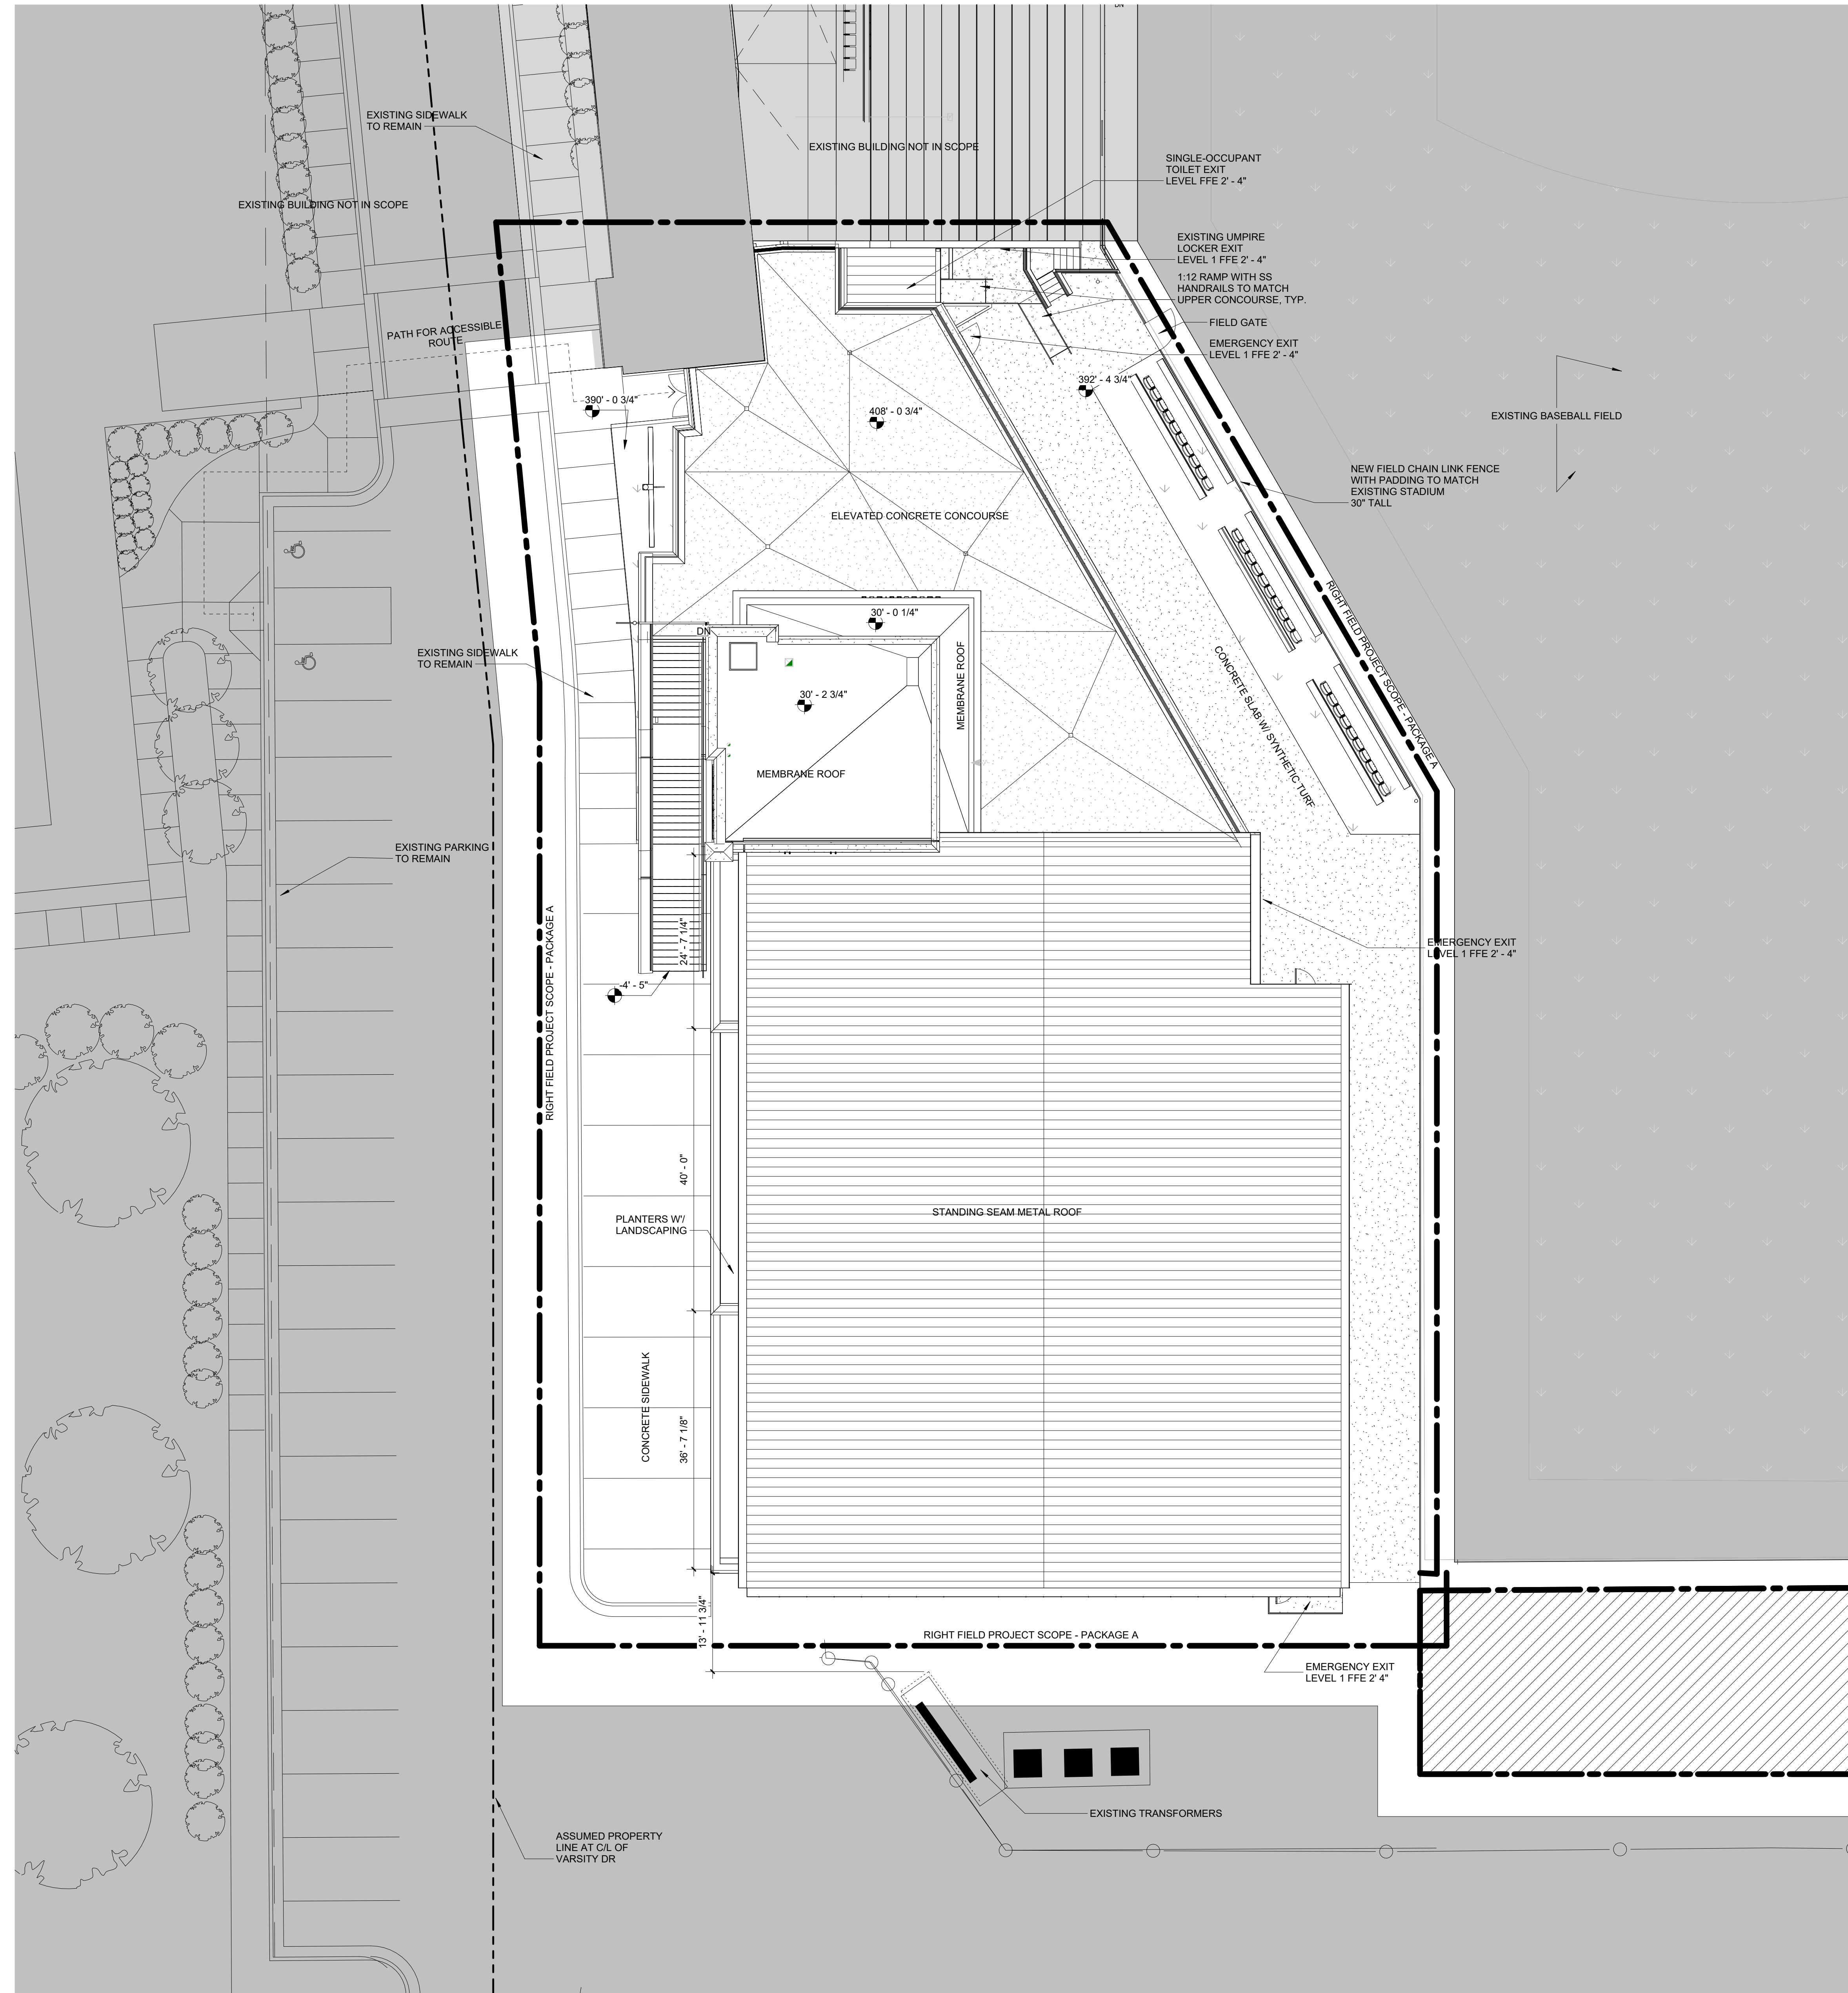 DN
EXISTING SIDEWALK
TO REMAIN
EXISTING BUILDING NOT IN SCOPE
SINGLE-OCCUPANT
TOILET EXIT
LEVEL FFE 2' - 4"
EXISTING BUILDING NOT IN SCOPE
EXISTING UMPIRE
LOCKER EXIT
LEVEL 1 FFE 2' - 4"
1:12 RAMP WITH SS
HANDRAILS TO MATCH
UPPER CONCOURSE, TYP.
FIELD GATE
PATH FOR ACCESSIBLE
ROUTE
EMERGENCY EXIT
LEVEL 1 FFE 2' - 4"
392' - 4 3/4"
390' - 0 3/4"
408' - 0 3/4"
EXISTING BASEBALL FIELD
NEW FIELD CHAIN LINK FENCE
WITH PADDING TO MATCH
EXISTING STADIUM
30" TALL
ELEVATED CONCRETE CONCOURSE
30' - 0 1/4"
DN
RIGHT FIELD PROJECT SCOPE - PACKAGE A
EXISTING SIDEWALK
TO REMAIN
MEMBRANE ROOF
CONCRETE SLAB W/ SYNTHETIC TURF
30' - 2 3/4"
MEMBRANE ROOF
EXISTING PARKING
TO REMAIN
24' - 7 1/4"
EMERGENCY EXIT
LEVEL 1 FFE 2' - 4"
-4' - 5"
RIGHT FIELD PROJECT SCOPE - PACKAGE A
40' - 0"
STANDING SEAM METAL ROOF
PLANTERS W'/
LANDSCAPING
CONCRETE SIDEWALK
36' - 7 1/8"
13' - 11 3/4"
RIGHT FIELD PROJECT SCOPE - PACKAGE A
EMERGENCY EXIT
LEVEL 1 FFE 2' 4"
EXISTING TRANSFORMERS
ASSUMED PROPERTY
LINE AT C/L OF
VARSITY DR